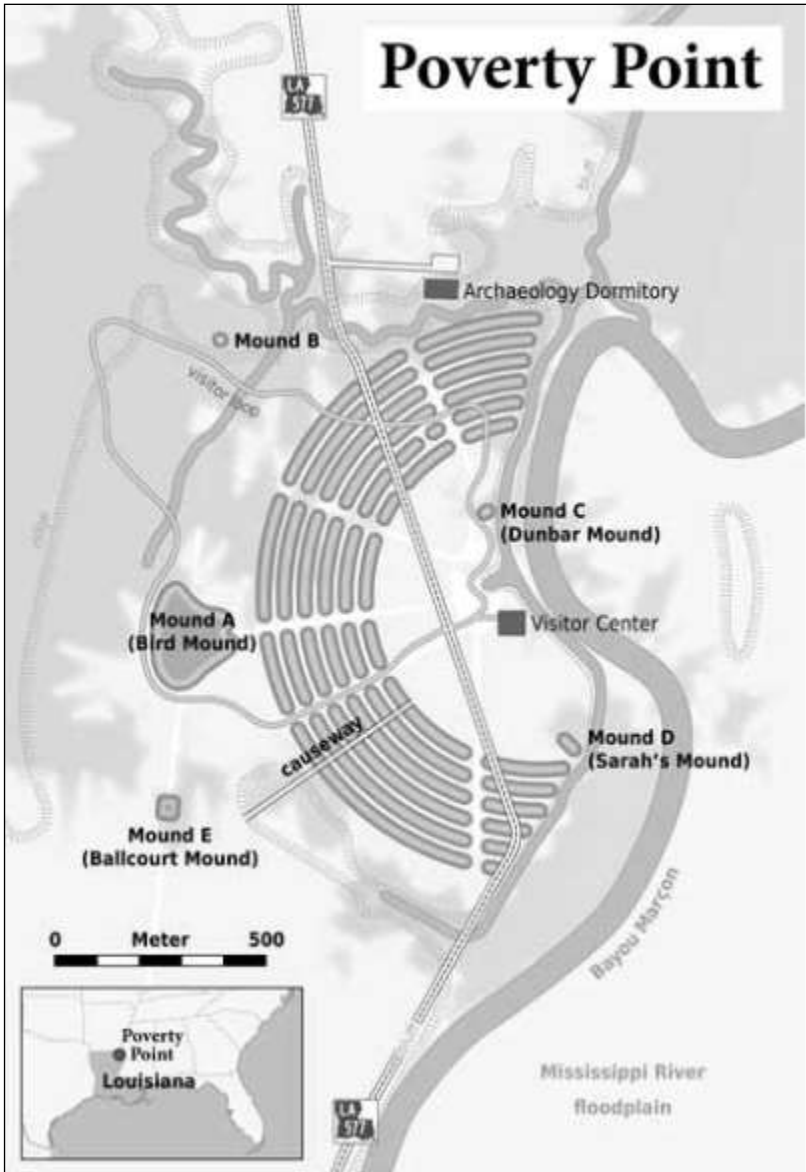 Poverty Point
LA
577
Archaeology Dormitory
Mound B
visitor loop
Mound C
(Dunbar Mound)
Mound A
(Bird Mound)
Visitor Center
Mound D
(Sarah's Mound)
causeway
Mound E
(Ballcourt Mound)
0 Meter 500
Bayou Marçon
Poverty
Point
Louisiana
Mississippi River
floodplain
LA
577